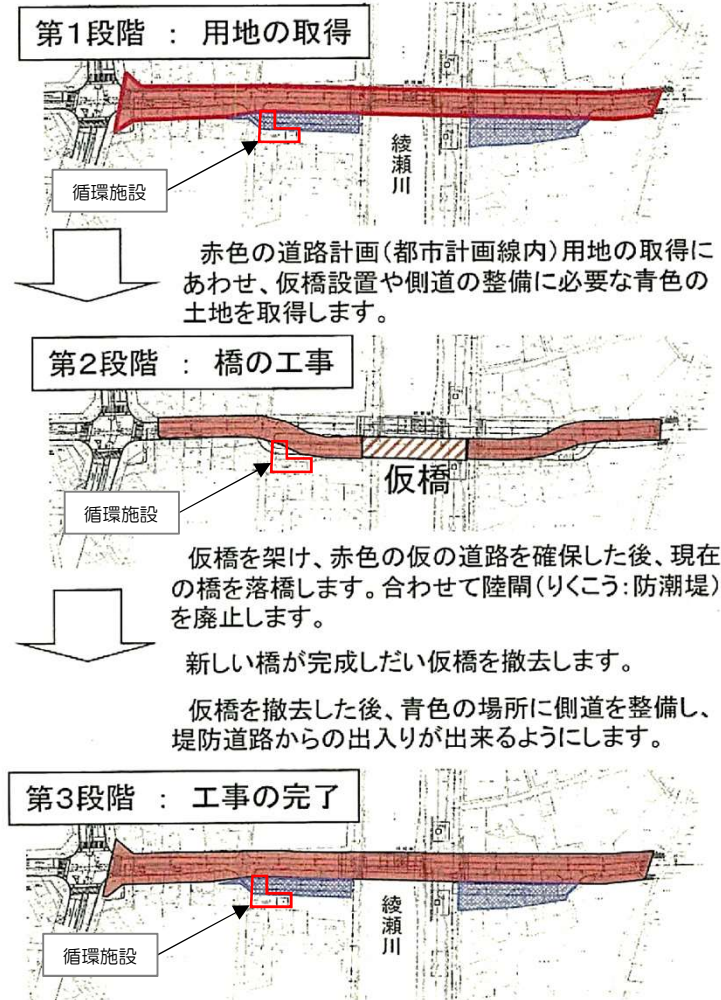 第1段階 : 用地の取得
綾瀬川
循環施設
赤色の道路計画(都市計画線内)用地の取得に
あわせ、仮橋設置や側道の整備に必要な青色の
土地を取得します。
第2段階 : 橋の工事
仮橋
循環施設
仮橋を架け、赤色の仮の道路を確保した後、現在
の橋を落橋します。合わせて陸閘(りくこう:防潮堤)
を廃止します。
新しい橋が完成しだい仮橋を撤去します。
仮橋を撤去した後、青色の場所に側道を整備し、
堤防道路からの出入りが出来るようにします。
第3段階 : 工事の完了
綾瀬川
循環施設